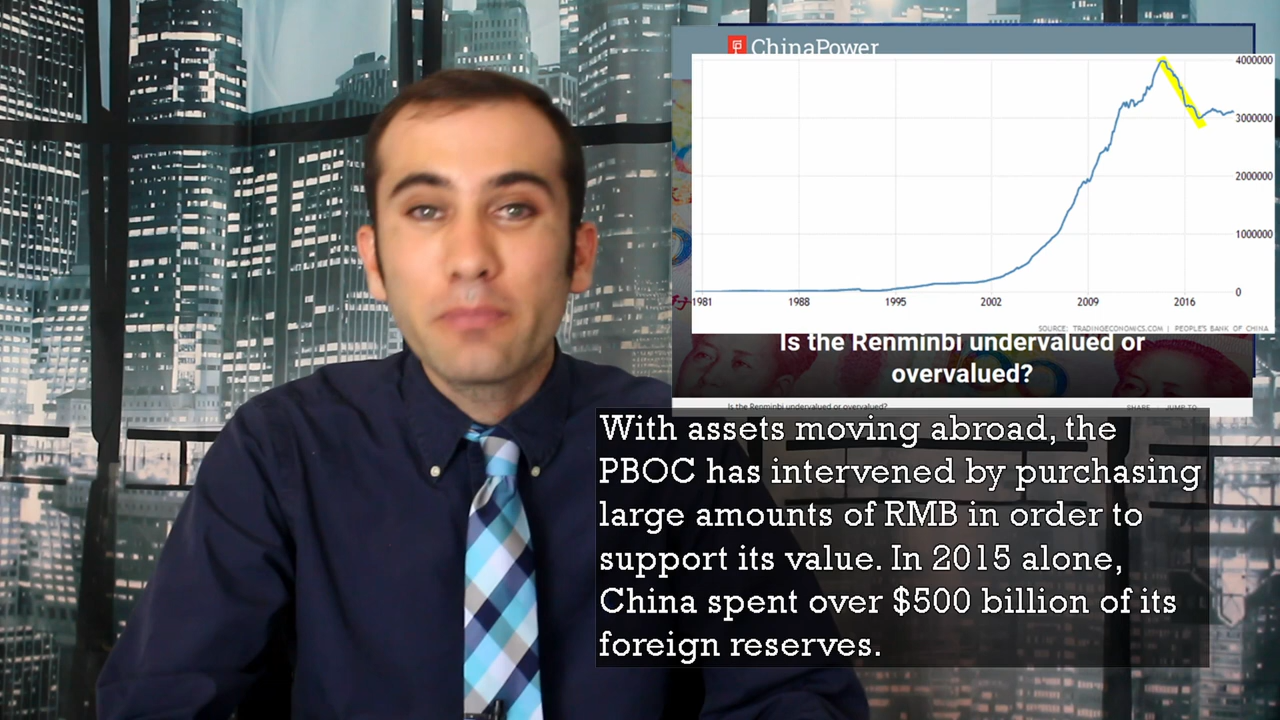 ChinaPower
4000000
3000000
2000000
1000000
0
1981 1988 1995 2002 2009 2016
SOURCE: TRADINGECONOMICS.COM | PEOPLE'S BANK OF CHINA
Is the Renminbi undervalued or
overvalued?
Is the Renminbi undervalued or overvalued?
SHARE JUMP TO
With assets moving abroad, the
PBOC has intervened by purchasing
large amounts of RMB in order to
support its value. In 2015 alone,
China spent over $500 billion of its
foreign reserves.